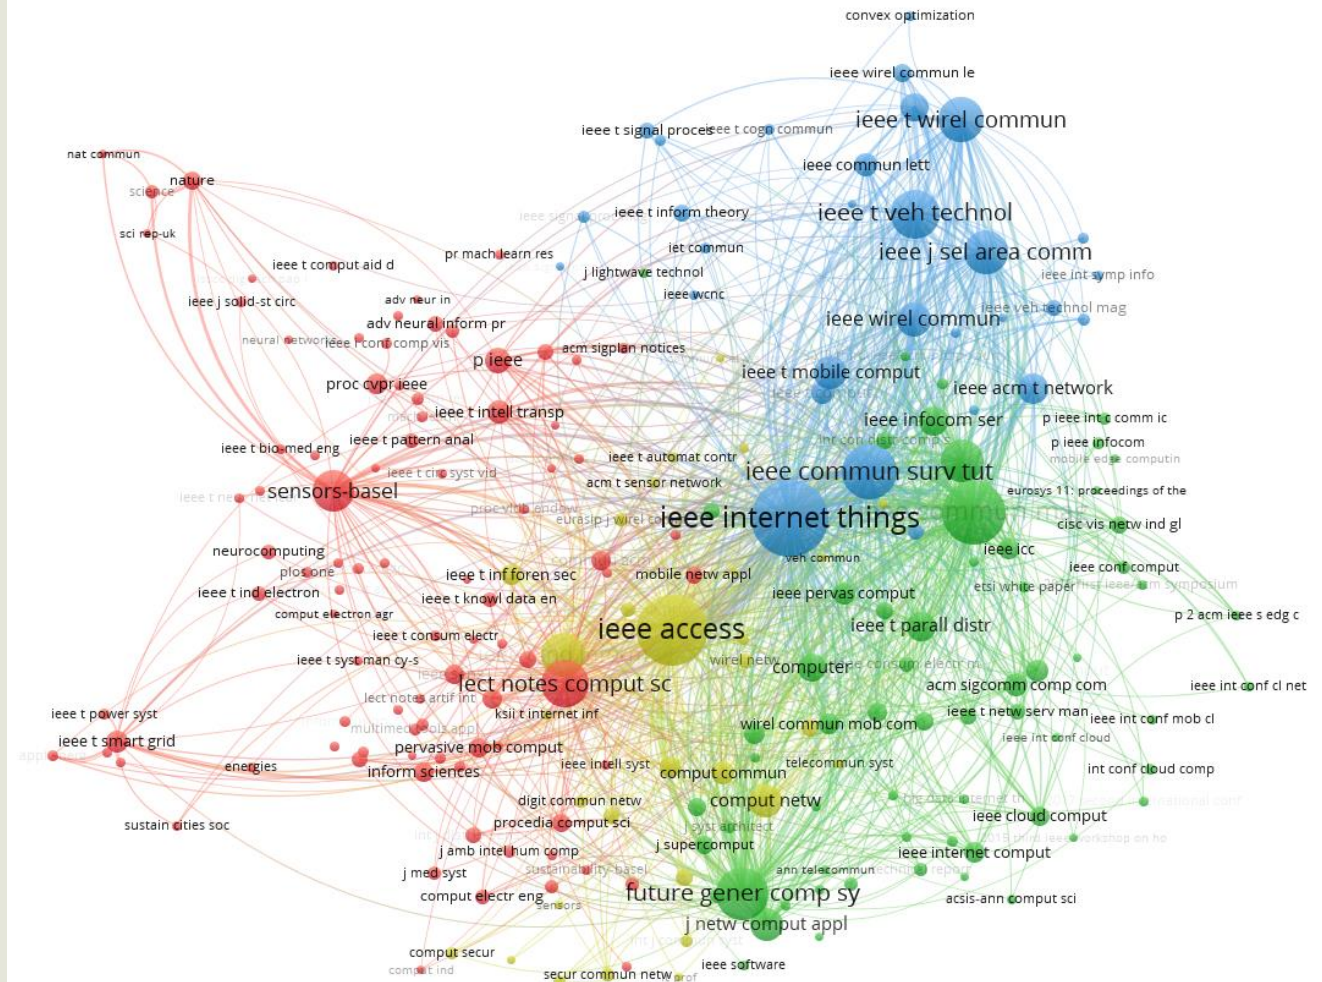 convex optimization
ieee wirel commun le
ieee t wirel commun
ieee t signal proces
ieee t cogn commun
nat commun
ieee commun lett
nature
science
ieee t inform theory
ieee t veh technol
sci rep-uk
iet commun
pr mach learn res
ieee j sel area comm
ieee t comput aid d
j lightwave technol
ieee int symp info
ieee j solid-st circ
adv neur in
ieee wcnc
ieee veh technol mag
adv neural inform pr
ieee wirel commun
neural networks
ieee i conf comp vis
acm sigplan notices
p ieee
ieee t mobile comput
proc cvpr ieee
ieee acm t network
ieee t intell transp
ieee infocom ser
p ieee int c comm ic
ieee t pattern anal
int con distr comp s
p ieee infocom
ieee t bio-med eng
ieee t automat contr
mobile edge computin
ieee t circ syst vid
ieee commun surv tut
acm t sensor network
sensors-basel
eurosys 11: proceedings of the
proc vldb endow
eurasip j wirel co
ieee internet things
cisc vis netw ind gl
neurocomputing
ieee icc
veh commun
plos one
ieee t inf foren sec
mobile netw appl
ieee conf comput
ieee t ind electron
ieee t knowl data en
ieee pervas comput
etsi white paper
comput electron agr
p 2 acm ieee s edg c
ieee t consum electr
ieee access
ieee t parall distr
ieee t syst man cy-s
wirel netw
computer
lect notes comput sc
acm sigcomm comp com
ieee int conf cl net
lect notes artif int
ieee t power syst
ksii t internet inf
ieee t netw serv man
ieee int conf mob cl
multimed tools appl
wirel commun mob com
ieee t smart grid
ieee int conf cloud
pervasive mob comput
energies
inform sciences
ieee intell syst
comput commun
telecommun syst
int conf cloud comp
digit commun netw
comput netw
sustain cities soc
procedia comput sci
j syst architect
ieee cloud comput
j supercomput
j amb intel hum comp
ieee internet comput
j med syst
sustainability-basel
ann telecommun
comput electr eng
sensors
future gener comp sy
acsis-ann comput sci
j netw comput appl
comput secur
comput ind
secur commun netw
ieee software